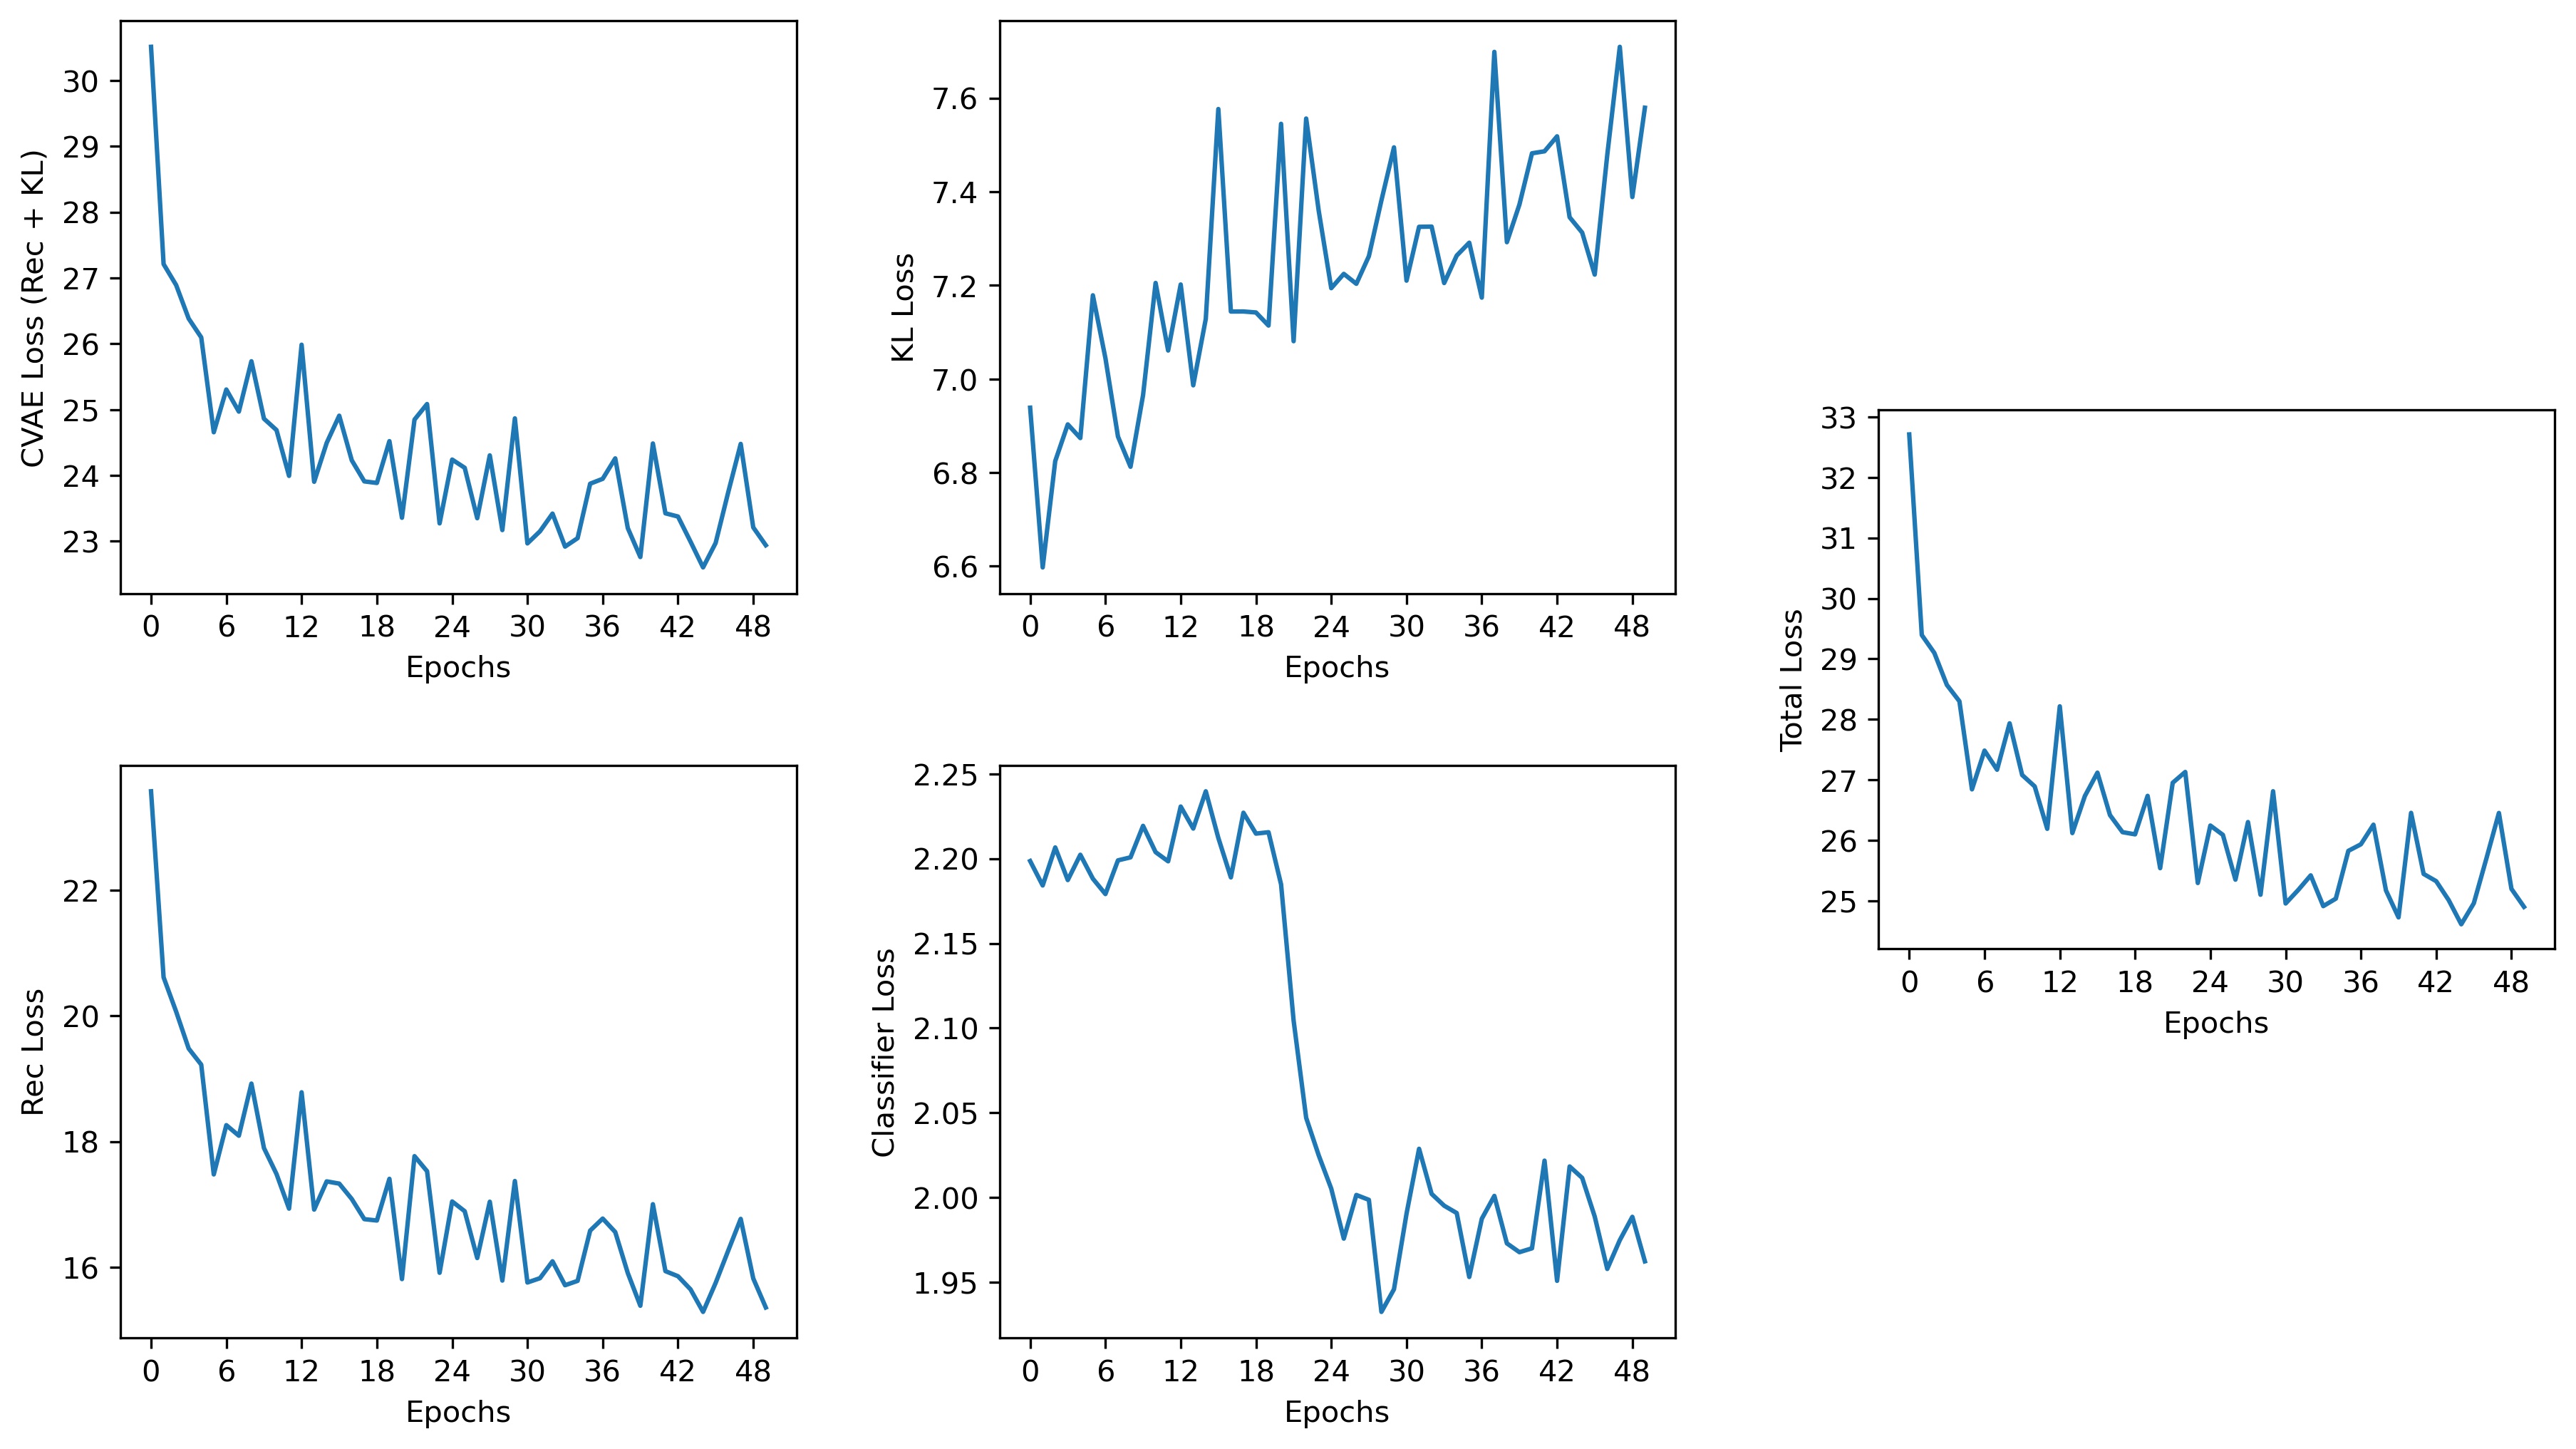 CVAE Loss (Rec + KL)
30
29
28
27
26
25
24
23
0 6 12 18 24 30 36 42 48
Epochs
KL Loss
7.6
7.4
7.2
7.0
6.8
6.6
0 6 12 18 24 30 36 42 48
Epochs
Rec Loss
22
20
18
16
0 6 12 18 24 30 36 42 48
Epochs
Classifier Loss
2.25
2.20
2.15
2.10
2.05
2.00
1.95
0 6 12 18 24 30 36 42 48
Epochs
Total Loss
33
32
31
30
29
28
27
26
25
0 6 12 18 24 30 36 42 48
Epochs